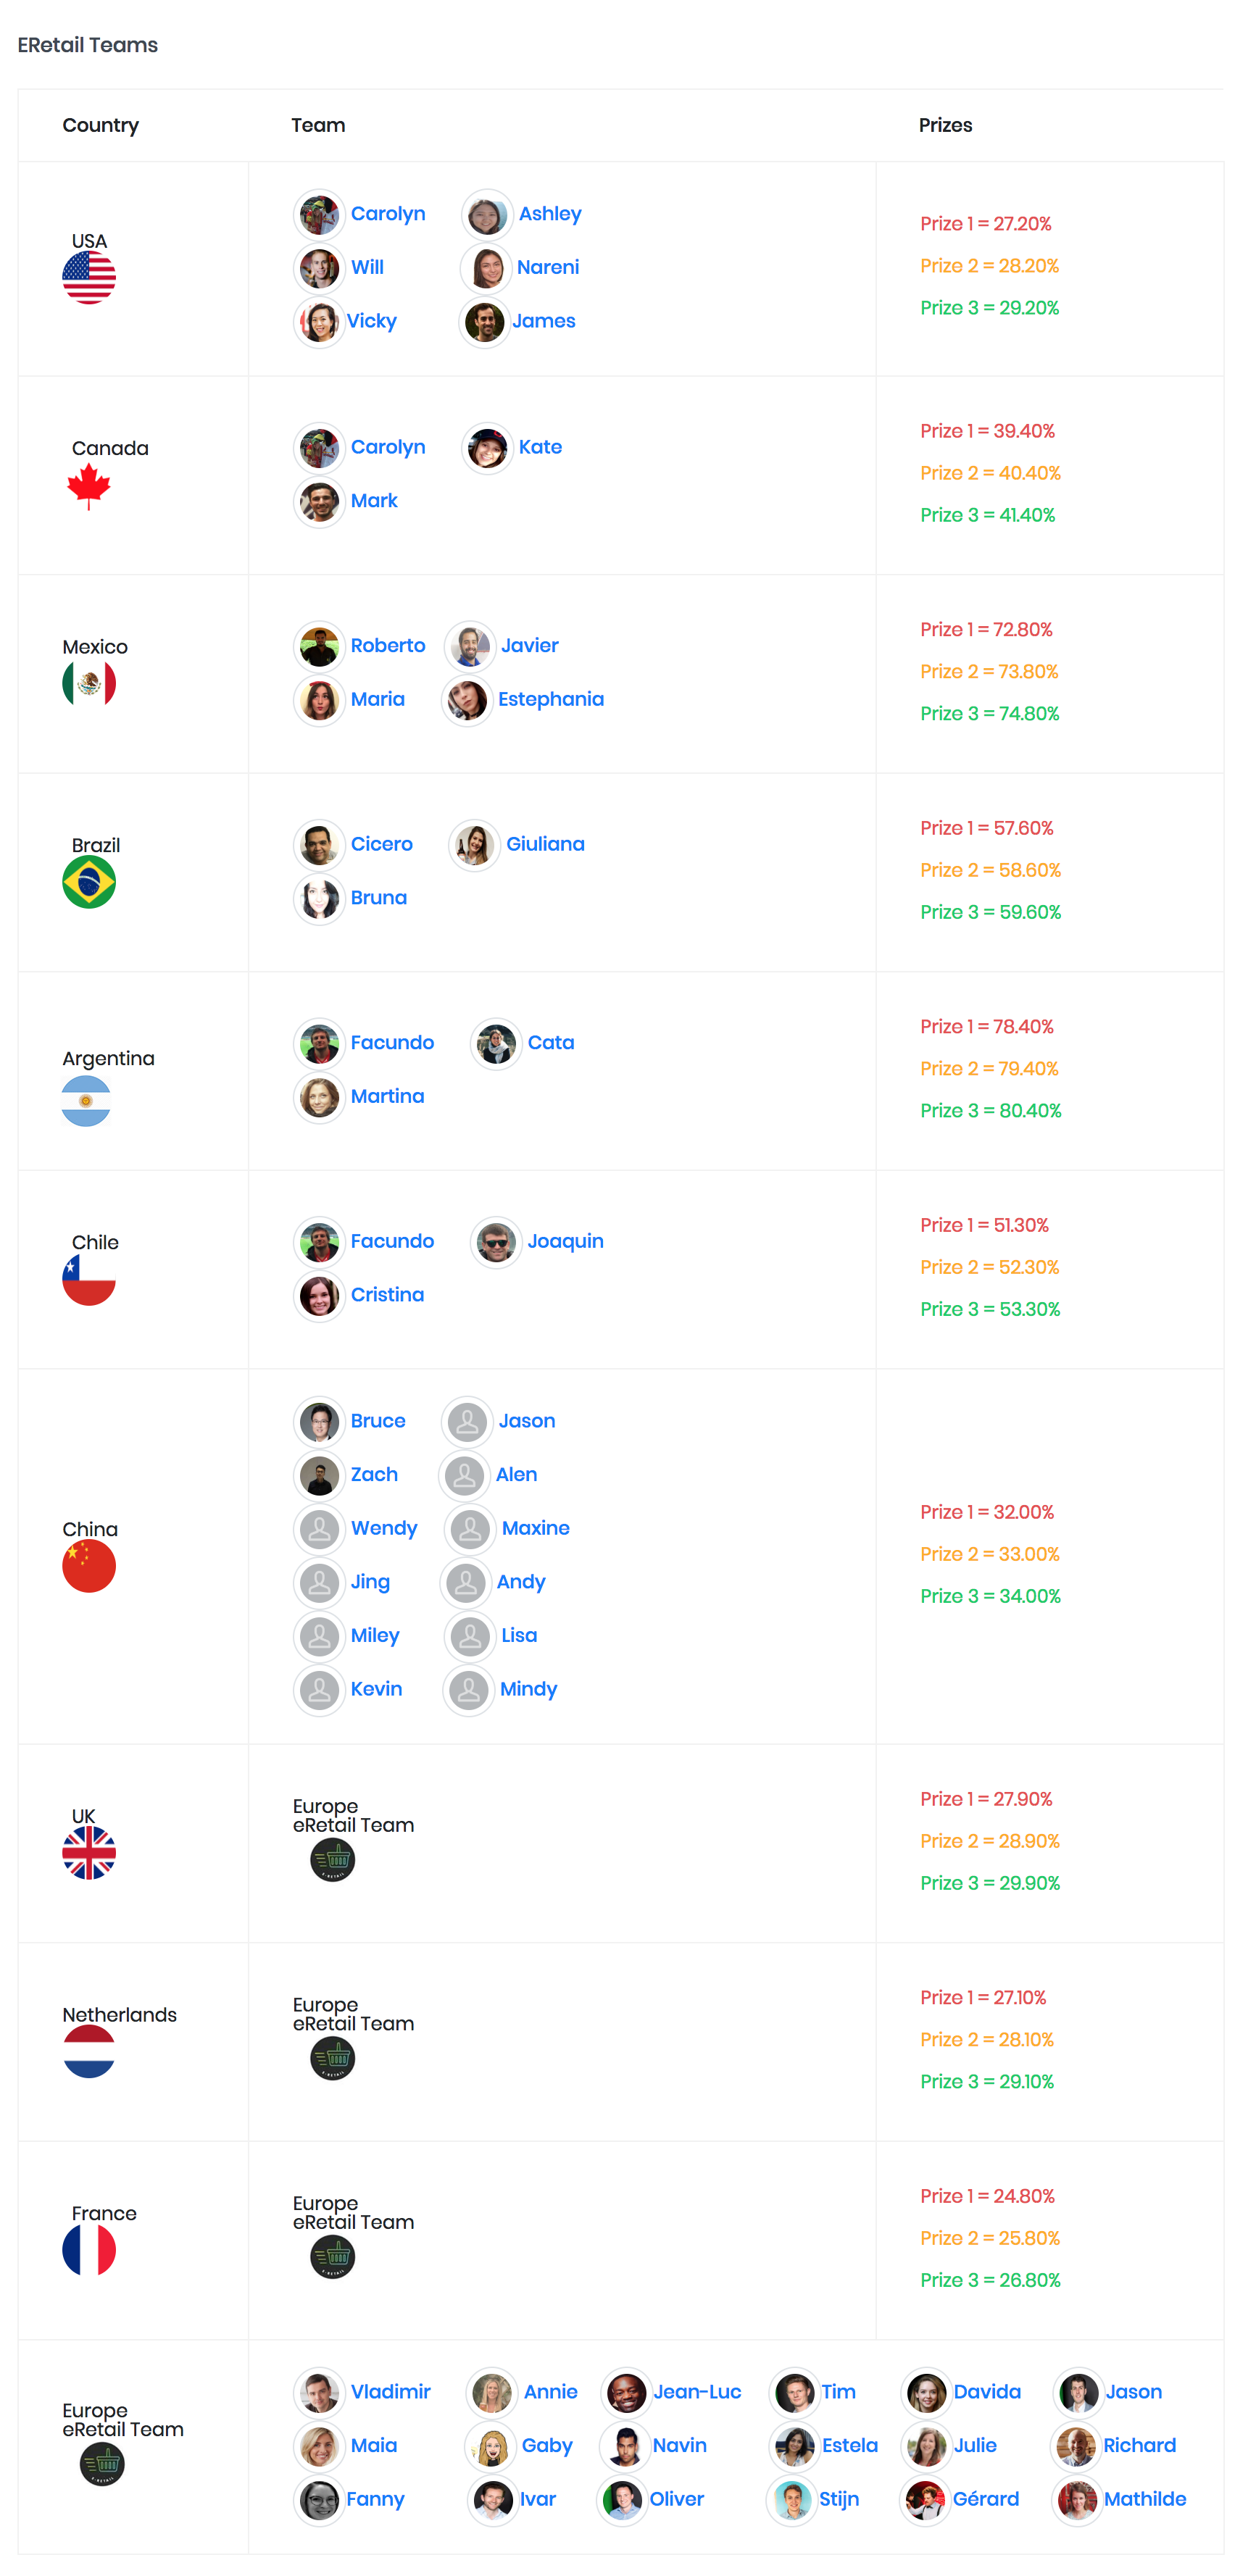 ERetail Teams
Country Team Prizes
USA
Carolyn Ashley
Will Nareni
Vicky James
Prize 1 = 27.20%
Prize 2 = 28.20%
Prize 3 = 29.20%
Canada
Carolyn Kate
Mark
Prize 1 = 39.40%
Prize 2 = 40.40%
Prize 3 = 41.40%
Mexico
Roberto Javier
Maria Estephania
Prize 1 = 72.80%
Prize 2 = 73.80%
Prize 3 = 74.80%
Brazil
Cicero Giuliana
Bruna
Prize 1 = 57.60%
Prize 2 = 58.60%
Prize 3 = 59.60%
Argentina
Facundo Cata
Martina
Prize 1 = 78.40%
Prize 2 = 79.40%
Prize 3 = 80.40%
Chile
Facundo Joaquin
Cristina
Prize 1 = 51.30%
Prize 2 = 52.30%
Prize 3 = 53.30%
China
Bruce Jason
Zach Alen
Wendy Maxine
Jing Andy
Miley Lisa
Kevin Mindy
Prize 1 = 32.00%
Prize 2 = 33.00%
Prize 3 = 34.00%
UK
Europe
eRetail Team
E-RETAIL
Prize 1 = 27.90%
Prize 2 = 28.90%
Prize 3 = 29.90%
Netherlands
Europe
eRetail Team
E-RETAIL
Prize 1 = 27.10%
Prize 2 = 28.10%
Prize 3 = 29.10%
France
Europe
eRetail Team
E-RETAIL
Prize 1 = 24.80%
Prize 2 = 25.80%
Prize 3 = 26.80%
Europe
eRetail Team
E-RETAIL
Vladimir Annie Jean-Luc Tim Davida Jason
Maia Gaby Navin Estela Julie Richard
Fanny Ivar Oliver Stijn Gérard Mathilde